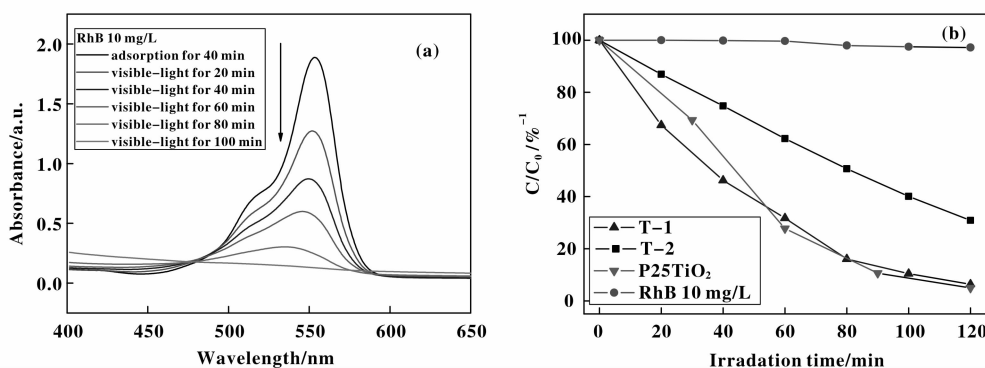 (a)
RhB 10 mg/L
adsorption for 40 min
visible-light for 20 min
visible-light for 40 min
visible-light for 60 min
visible-light for 80 min
visible-light for 100 min
Absorbance/a.u.
2.0
1.5
1.0
0.5
0.0
400 450 500 550 600 650
Wavelength/nm
(b)
C/C₀/%⁻¹
100
80
60
40
20
0
T-1
T-2
P25TiO₂
RhB 10 mg/L
0 20 40 60 80 100 120
Irradation time/min